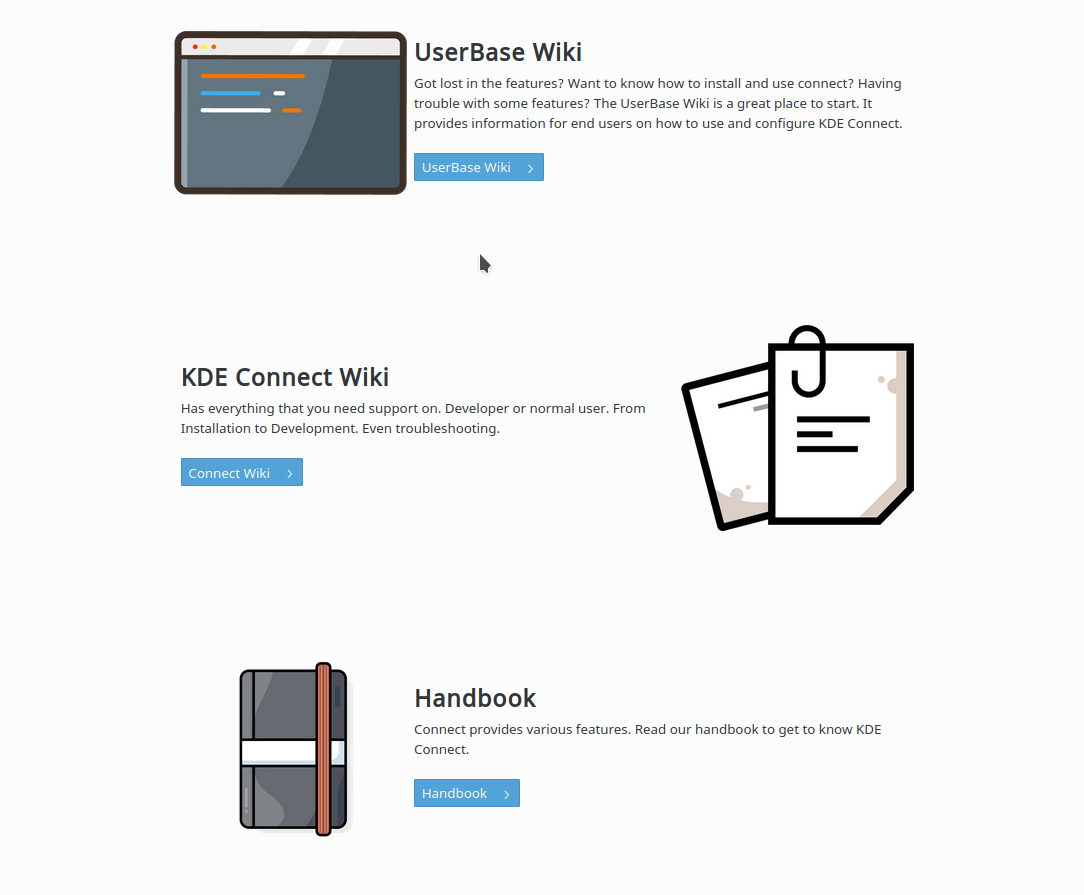 UserBase Wiki
Got lost in the features? Want to know how to install and use connect? Having
trouble with some features? The UserBase Wiki is a great place to start. It
provides information for end users on how to use and configure KDE Connect.
UserBase Wiki
KDE Connect Wiki
Has everything that you need support on. Developer or normal user. From
Installation to Development. Even troubleshooting.
Connect Wiki
Handbook
Connect provides various features. Read our handbook to get to know KDE
Connect.
Handbook